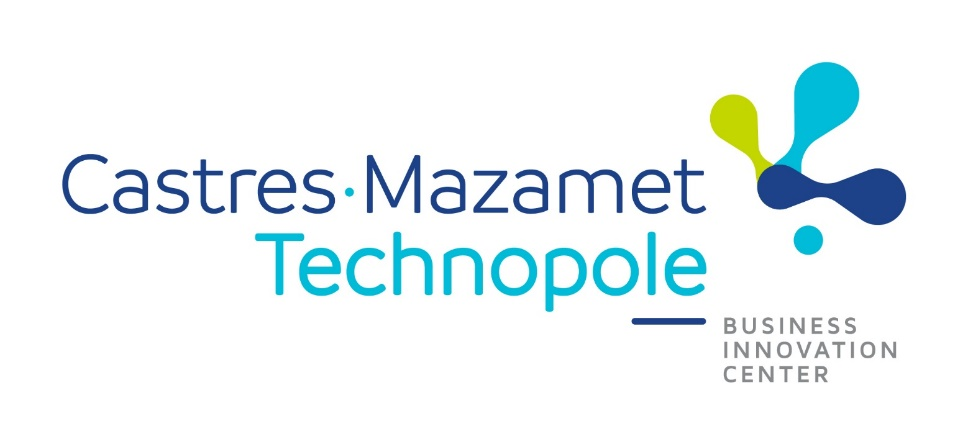 Castres·Mazamet
Technopole
BUSINESS
INNOVATION
CENTER